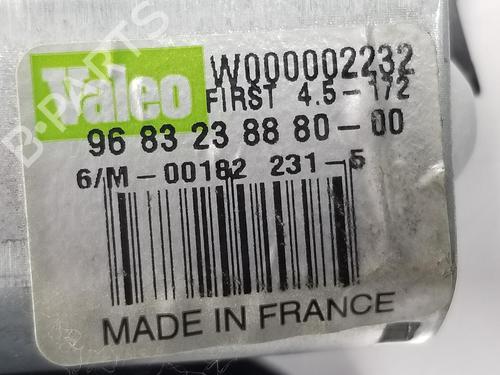 Valeo
W000002232
FIRST 4.5-172
96 83 23 88 80-00
6/M-00182 231-5
MADE IN FRANCE
B-PARTS